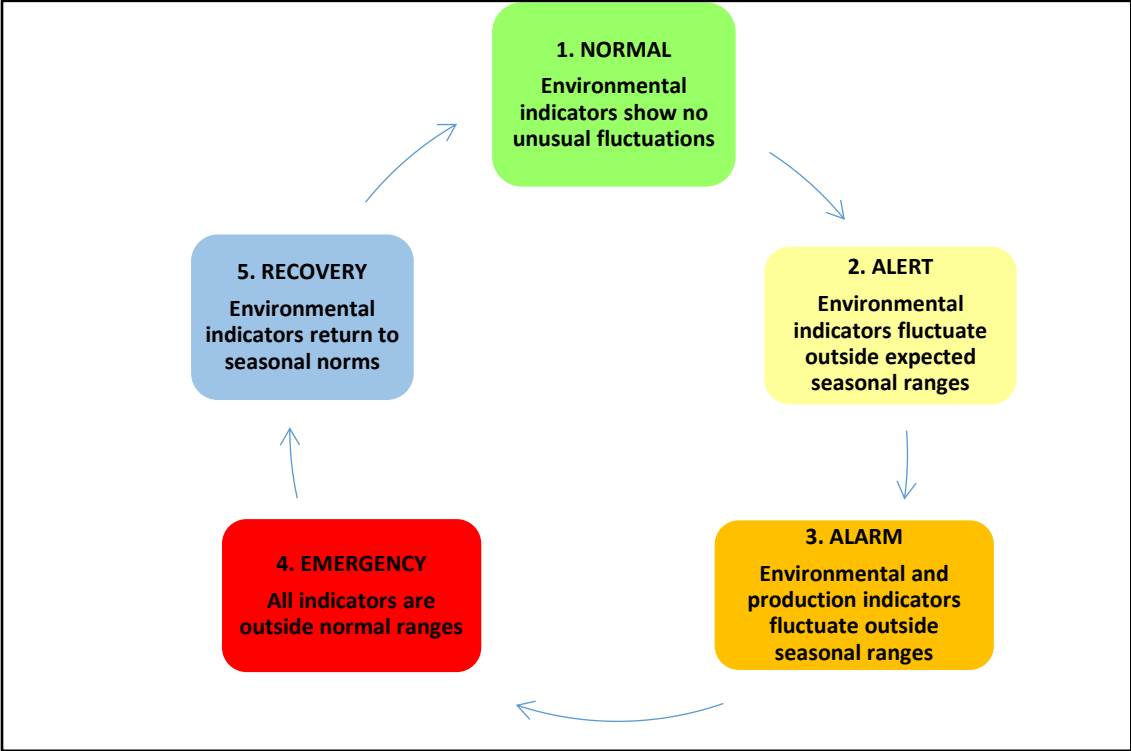 1. NORMAL
Environmental
indicators show no
unusual fluctuations
2. ALERT
Environmental
indicators fluctuate
outside expected
seasonal ranges
3. ALARM
Environmental and
production indicators
fluctuate outside
seasonal ranges
4. EMERGENCY
All indicators are
outside normal ranges
5. RECOVERY
Environmental
indicators return to
seasonal norms